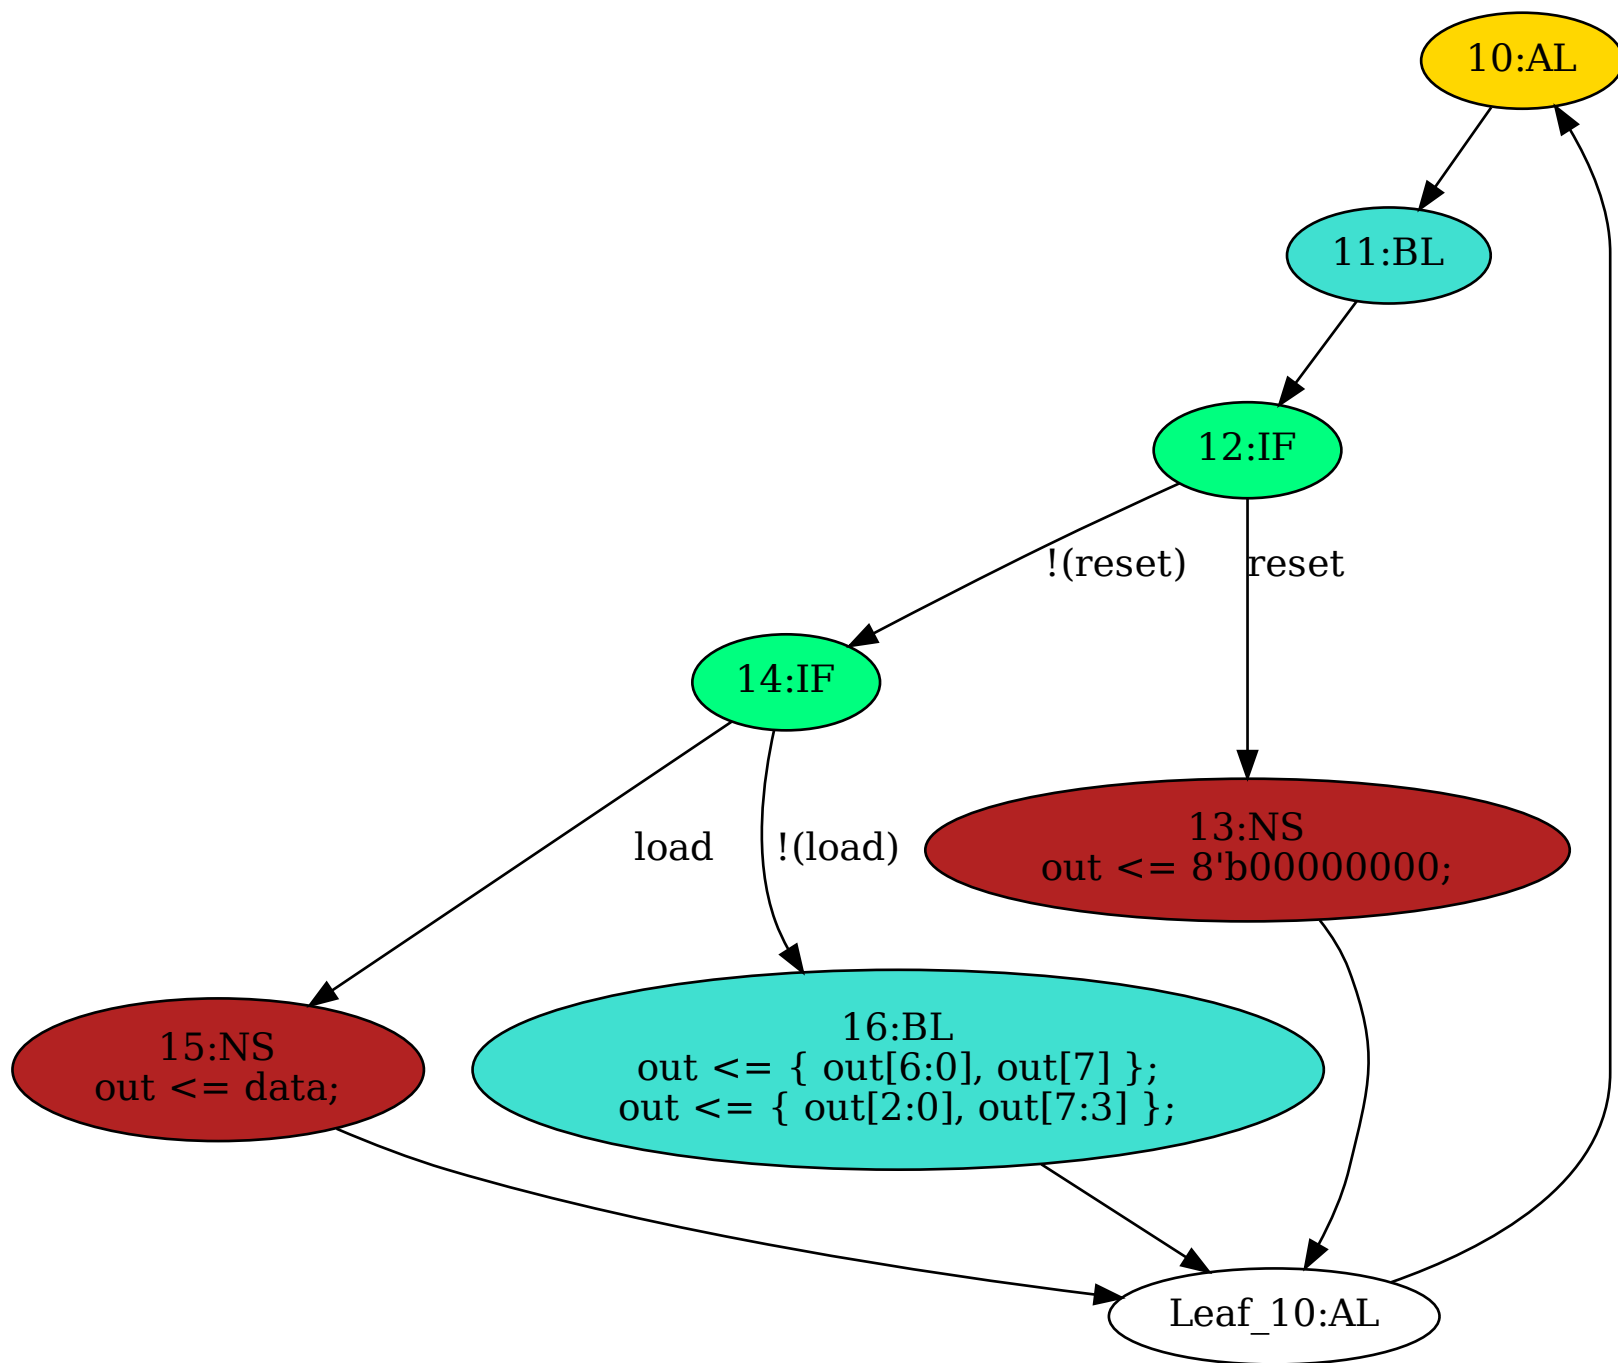 10:AL
11:BL
12:IF
!(reset)
reset
14:IF
load
!(load)
13:NS
out <= 8'b00000000;
15:NS
out <= data;
16:BL
out <= { out[6:0], out[7] };
out <= { out[2:0], out[7:3] };
Leaf_10:AL